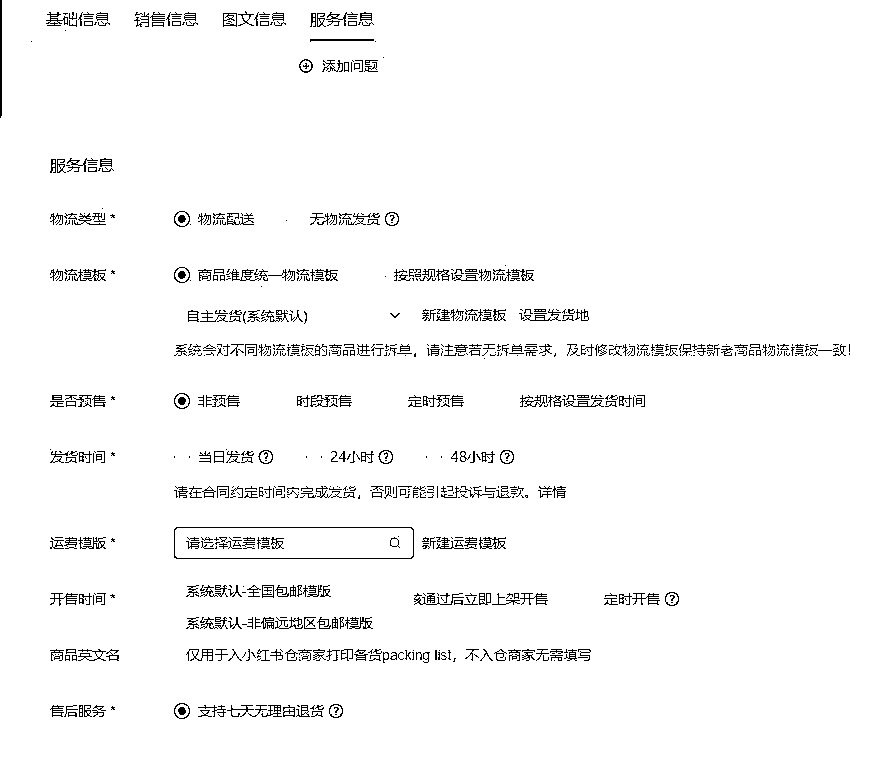 基础信息 销售信息 图文信息 服务信息
添加问题
服务信息
物流类型 * 物流配送 无物流发货
物流模板 * 商品维度统一物流模板 按照规格设置物流模板
自主发货(系统默认) 新建物流模板 设置发货地
系统会对不同物流模板的商品进行拆单，请注意若无拆单需求，及时修改物流模板保持新老商品物流模板一致！
是否预售 * 非预售 时段预售 定时预售 按规格设置发货时间
发货时间 * 当日发货 24小时 48小时
请在合同约定时间内完成发货，否则可能引起投诉与退款。详情
运费模版 * 请选择运费模板 新建运费模板
系统默认-全国包邮模版
开售时间 * 通过后立即上架开售 定时开售
系统默认-非偏远地区包邮模版
商品英文名 仅用于入小红书仓商家打印备货packing list，不入仓商家无需填写
售后服务 * 支持七天无理由退货